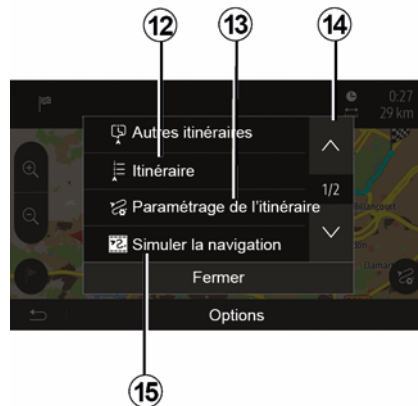 12 13 14
0:27
29 km
Autres itinéraires
Itinéraire
1/2
Paramétrage de l'itinéraire
Billancourt
Simuler la navigation
Fermer
Options
15